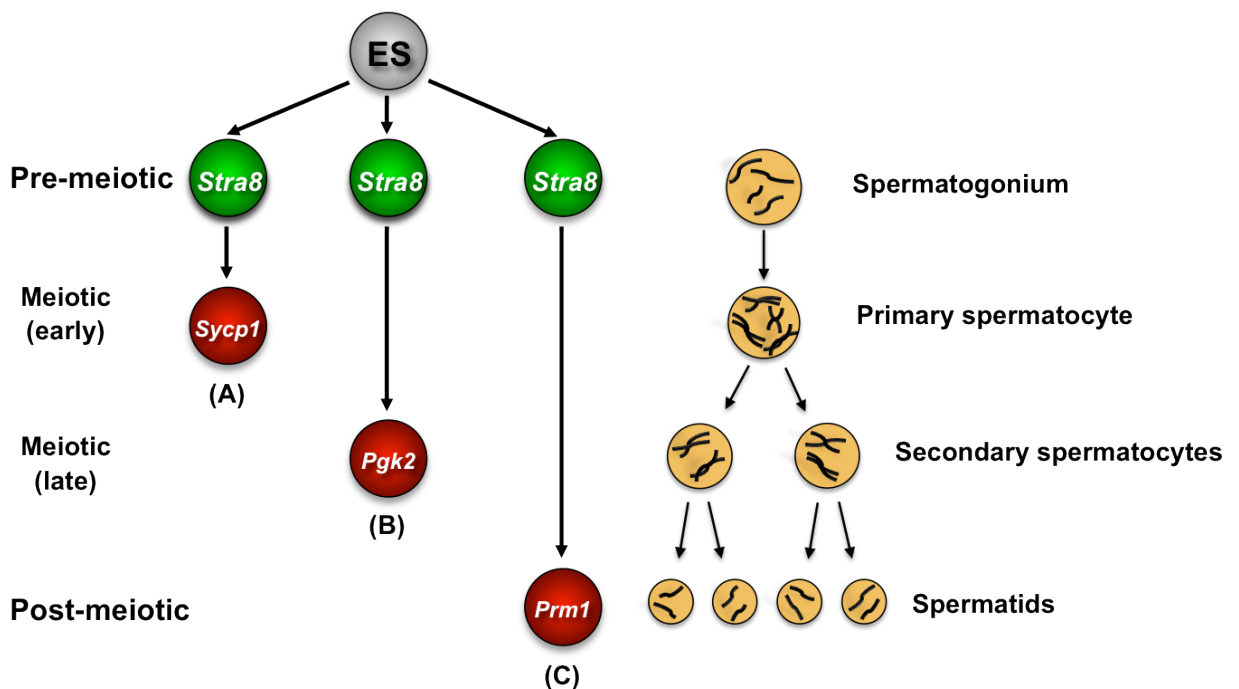 ES
Pre-meiotic
Stra8
Stra8
Stra8
Spermatogonium
Meiotic
(early)
Sycp1
Primary spermatocyte
(A)
Meiotic
(late)
Pgk2
Secondary spermatocytes
(B)
Post-meiotic
Prm1
Spermatids
(C)